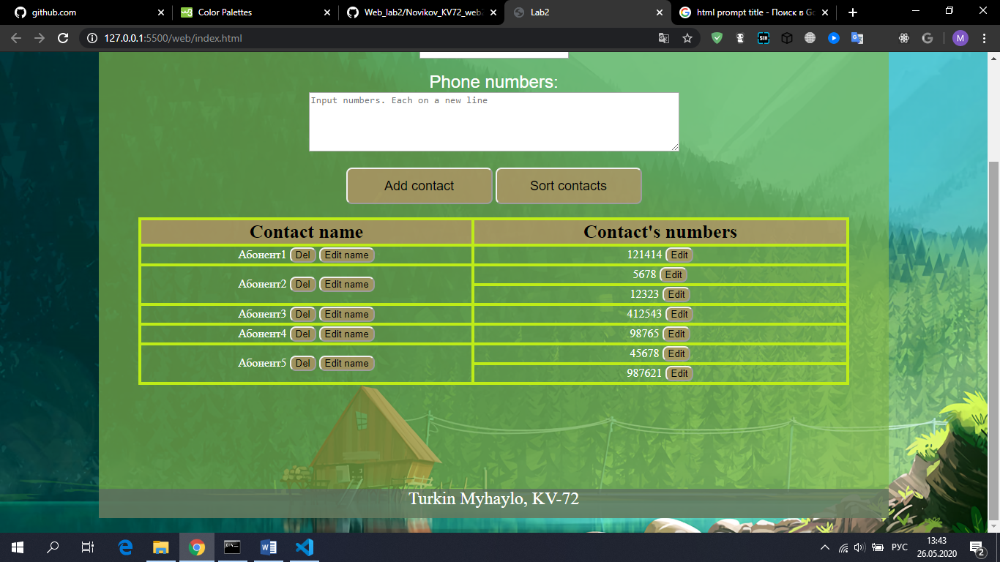 github.com
Color Palettes
Web_lab2/Novikov_KV72_web2
Lab2
html prompt title - Поиск в Go
127.0.0.1:5500/web/index.html
M
Phone numbers:
Input numbers. Each on a new line
Add contact Sort contacts
Contact name Contact's numbers
Абонент1 Del Edit name 121414 Edit
Абонент2 Del Edit name 5678 Edit
12323 Edit
Абонент3 Del Edit name 412543 Edit
Абонент4 Del Edit name 98765 Edit
Абонент5 Del Edit name 45678 Edit
987621 Edit
Turkin Myhaylo, KV-72
РУС
13:43
26.05.2020
2